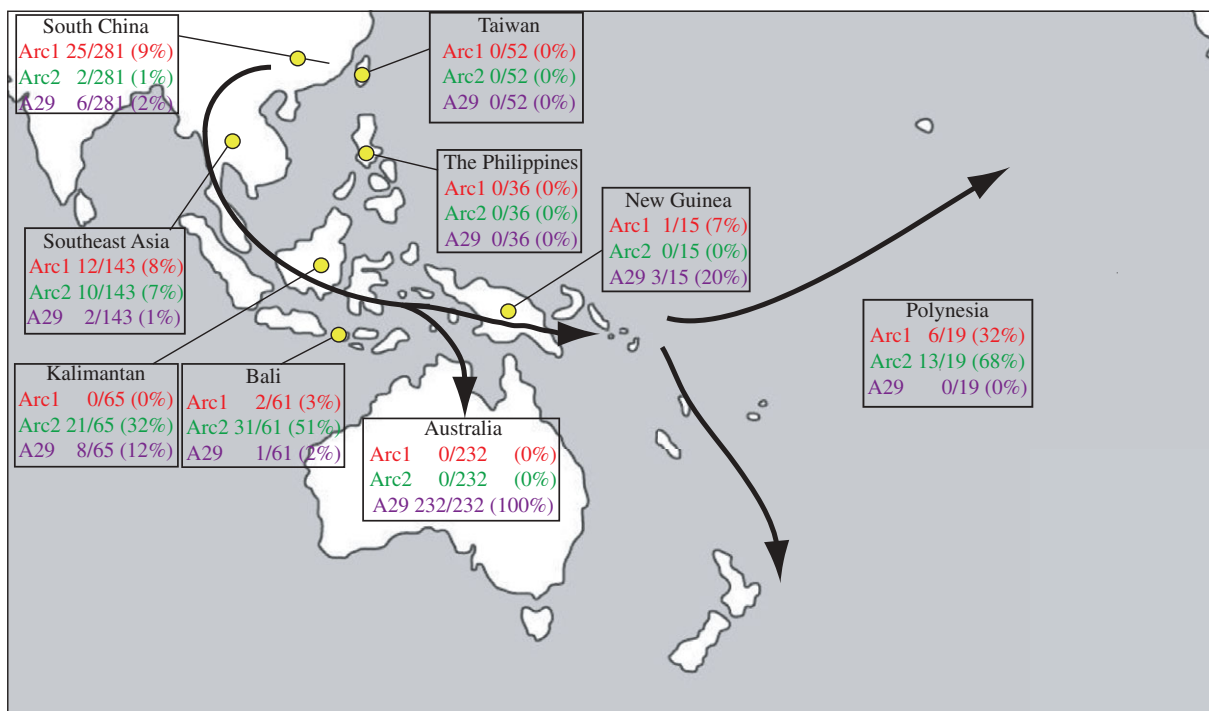 South China
Arc1 25/281 (9%)
Arc2 2/281 (1%)
A29 6/281 (2%)
Taiwan
Arc1 0/52 (0%)
Arc2 0/52 (0%)
A29 0/52 (0%)
The Philippines
Arc1 0/36 (0%)
Arc2 0/36 (0%)
A29 0/36 (0%)
New Guinea
Arc1 1/15 (7%)
Arc2 0/15 (0%)
A29 3/15 (20%)
Southeast Asia
Arc1 12/143 (8%)
Arc2 10/143 (7%)
A29 2/143 (1%)
Polynesia
Arc1 6/19 (32%)
Arc2 13/19 (68%)
A29 0/19 (0%)
Kalimantan
Arc1 0/65 (0%)
Arc2 21/65 (32%)
A29 8/65 (12%)
Bali
Arc1 2/61 (3%)
Arc2 31/61 (51%)
A29 1/61 (2%)
Australia
Arc1 0/232 (0%)
Arc2 0/232 (0%)
A29 232/232 (100%)